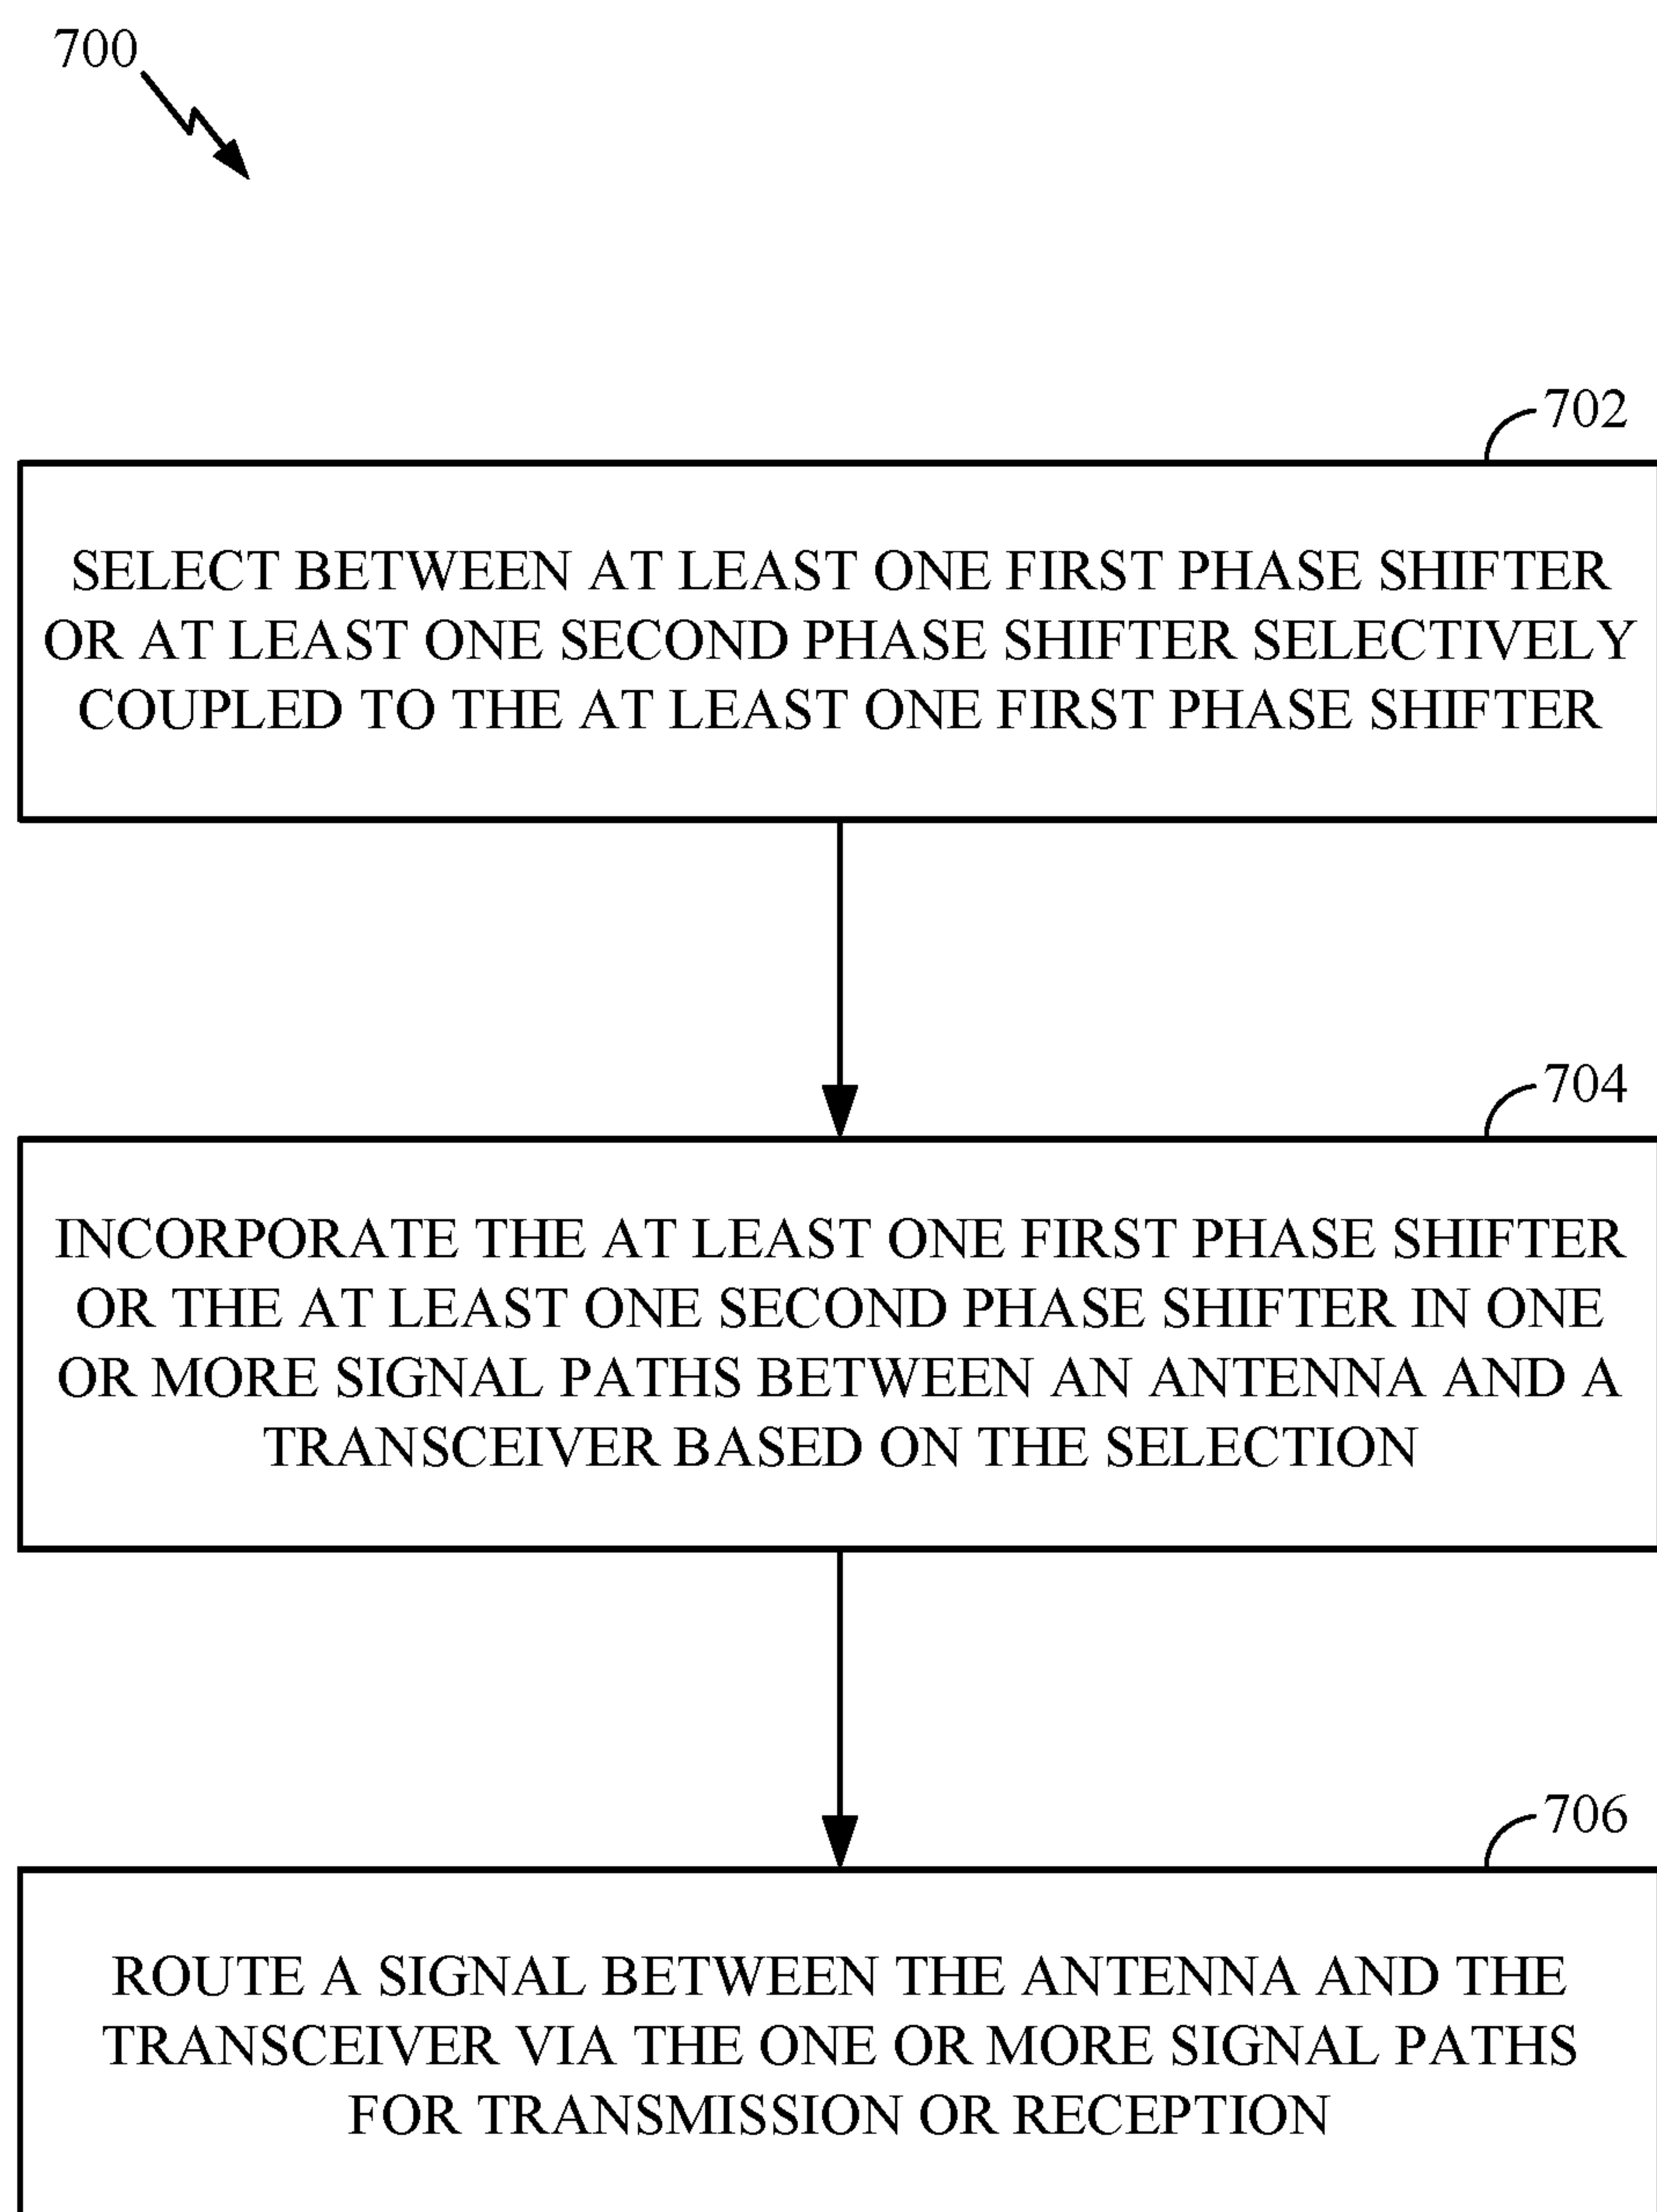 700
702
SELECT BETWEEN AT LEAST ONE FIRST PHASE SHIFTER
OR AT LEAST ONE SECOND PHASE SHIFTER SELECTIVELY
COUPLED TO THE AT LEAST ONE FIRST PHASE SHIFTER
704
INCORPORATE THE AT LEAST ONE FIRST PHASE SHIFTER
OR THE AT LEAST ONE SECOND PHASE SHIFTER IN ONE
OR MORE SIGNAL PATHS BETWEEN AN ANTENNA AND A
TRANSCEIVER BASED ON THE SELECTION
706
ROUTE A SIGNAL BETWEEN THE ANTENNA AND THE
TRANSCEIVER VIA THE ONE OR MORE SIGNAL PATHS
FOR TRANSMISSION OR RECEPTION